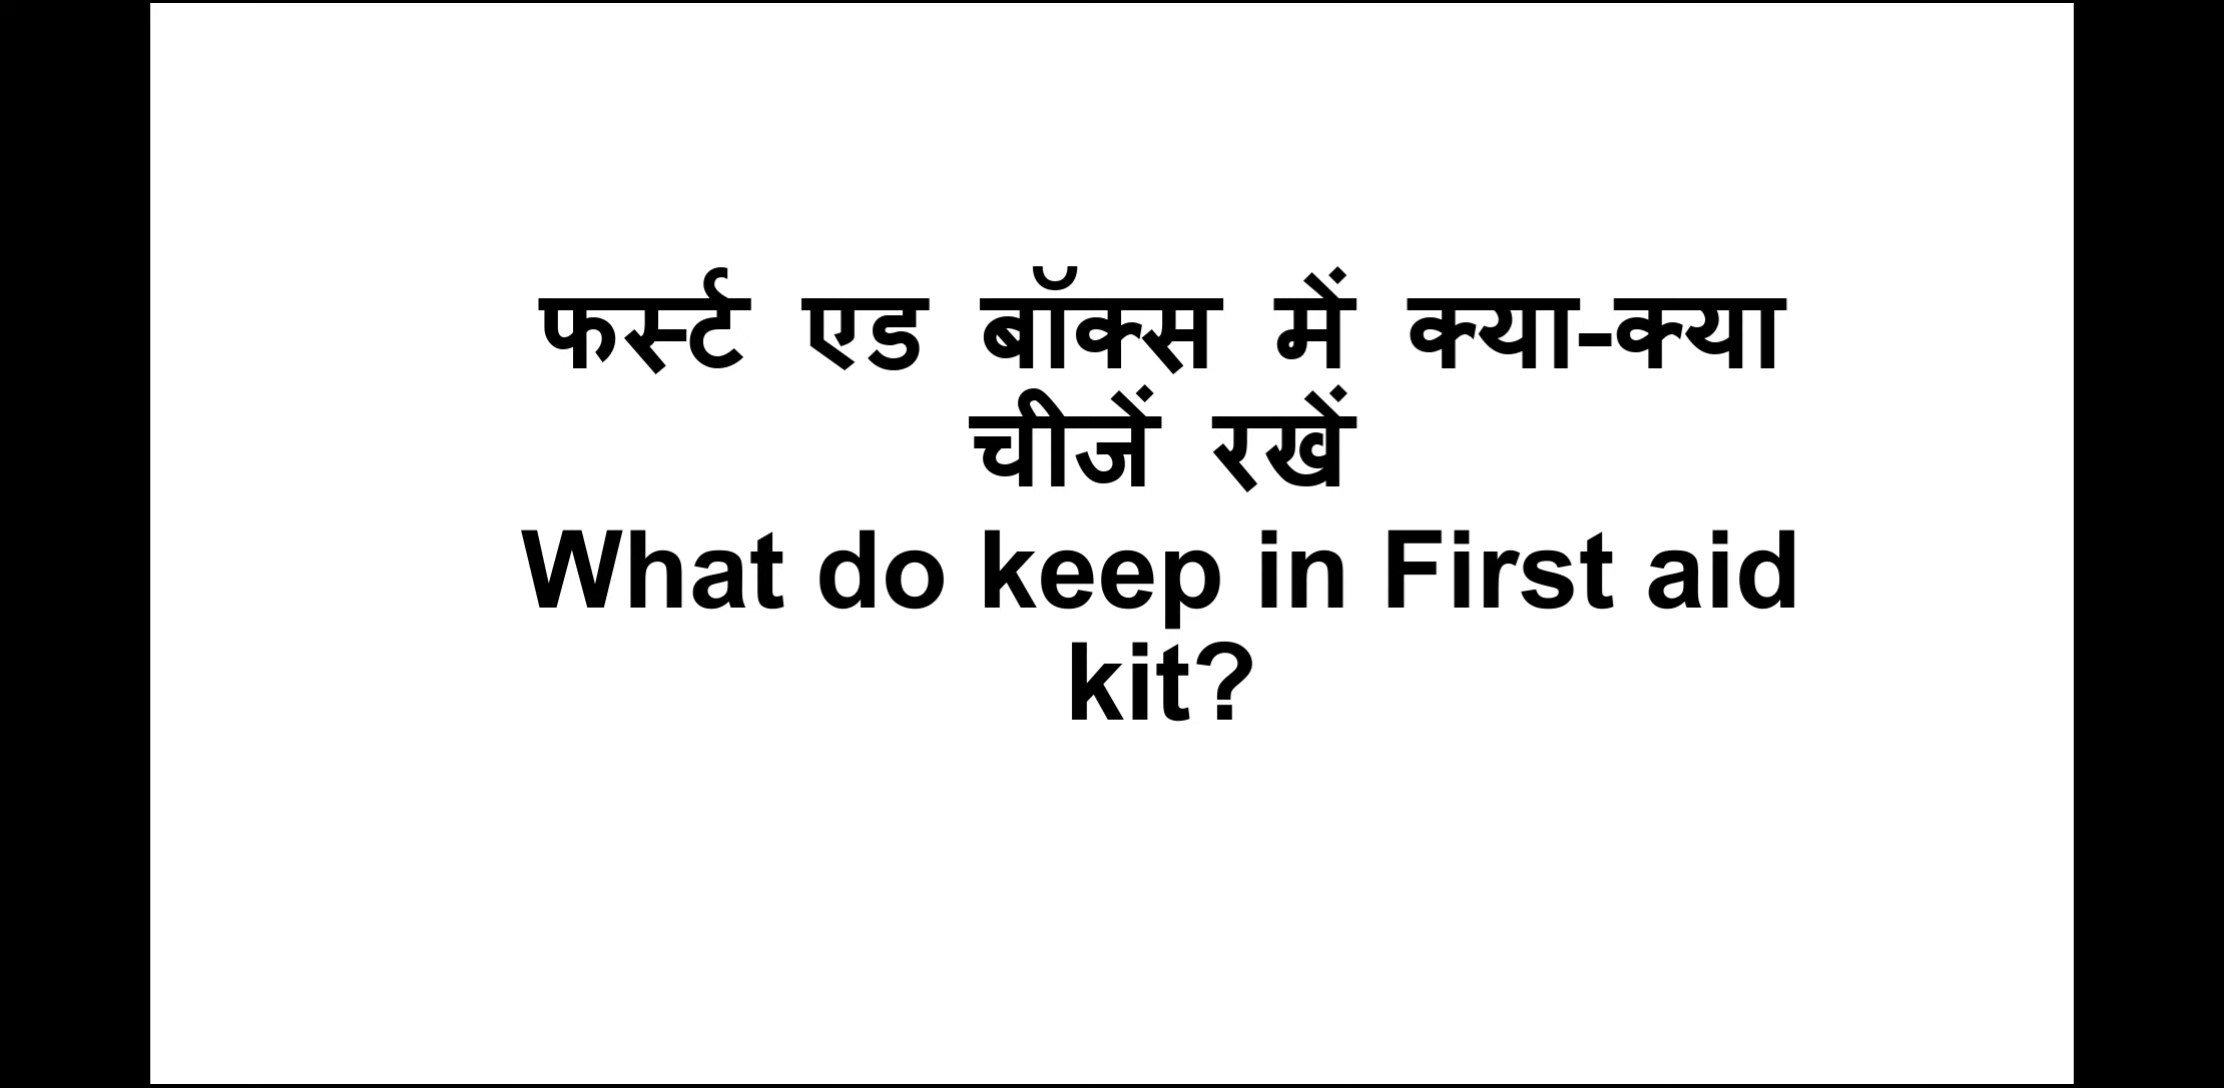 फर्स्ट एड बॉक्स में क्या-क्या
चीजें रखें
What do keep in First aid
kit?